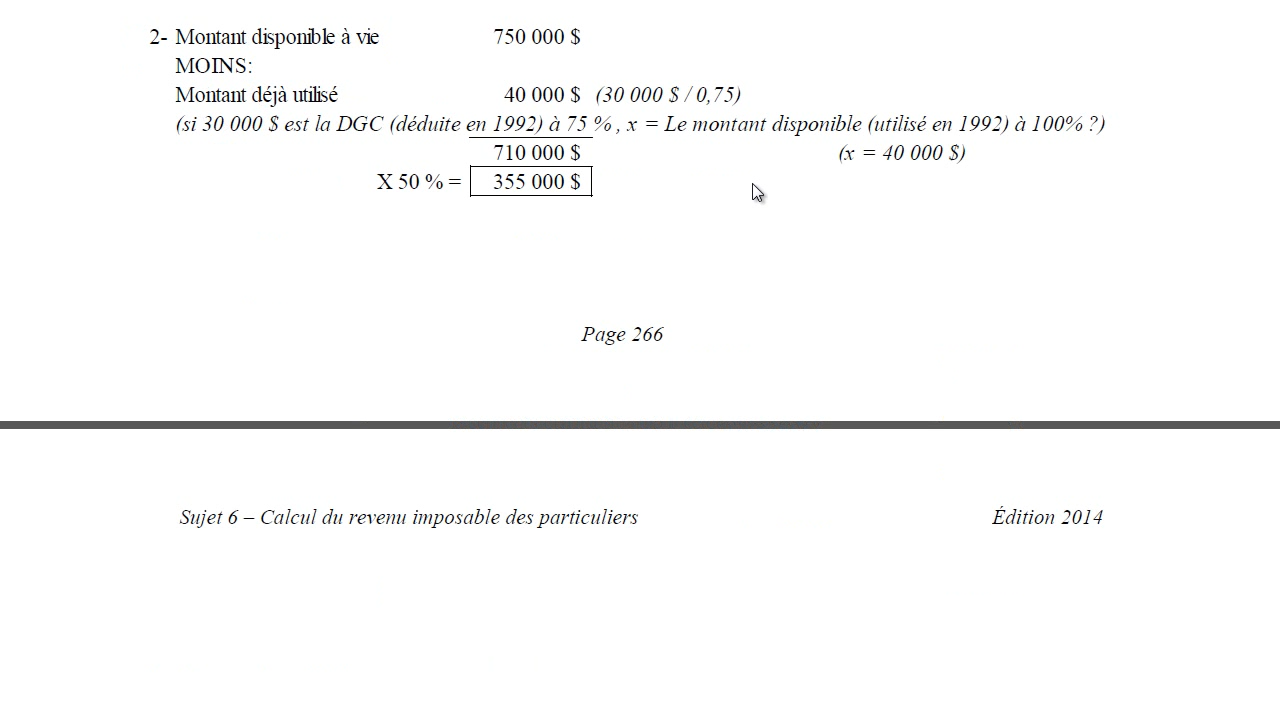 2- Montant disponible à vie 750 000 $
MOINS:
Montant déjà utilisé 40 000 $ (30 000 $ / 0,75)
(si 30 000 $ est la DGC (déduite en 1992) à 75 % , x = Le montant disponible (utilisé en 1992) à 100% ?)
710 000 $ (x = 40 000 $)
X 50 % = 355 000 $
Page 266
Sujet 6 – Calcul du revenu imposable des particuliers Édition 2014